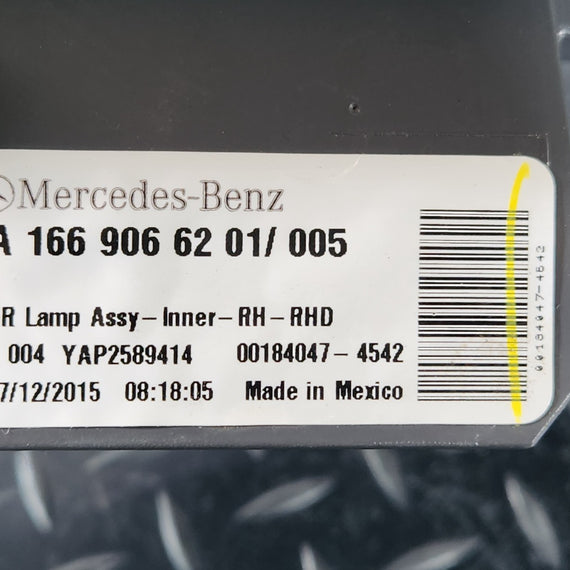 Mercedes-Benz
A 166 906 62 01/ 005
R Lamp Assy-Inner-RH-RHD
004 YAP2589414 00184047-4542
7/12/2015 08:18:05 Made in Mexico
00184047-4542